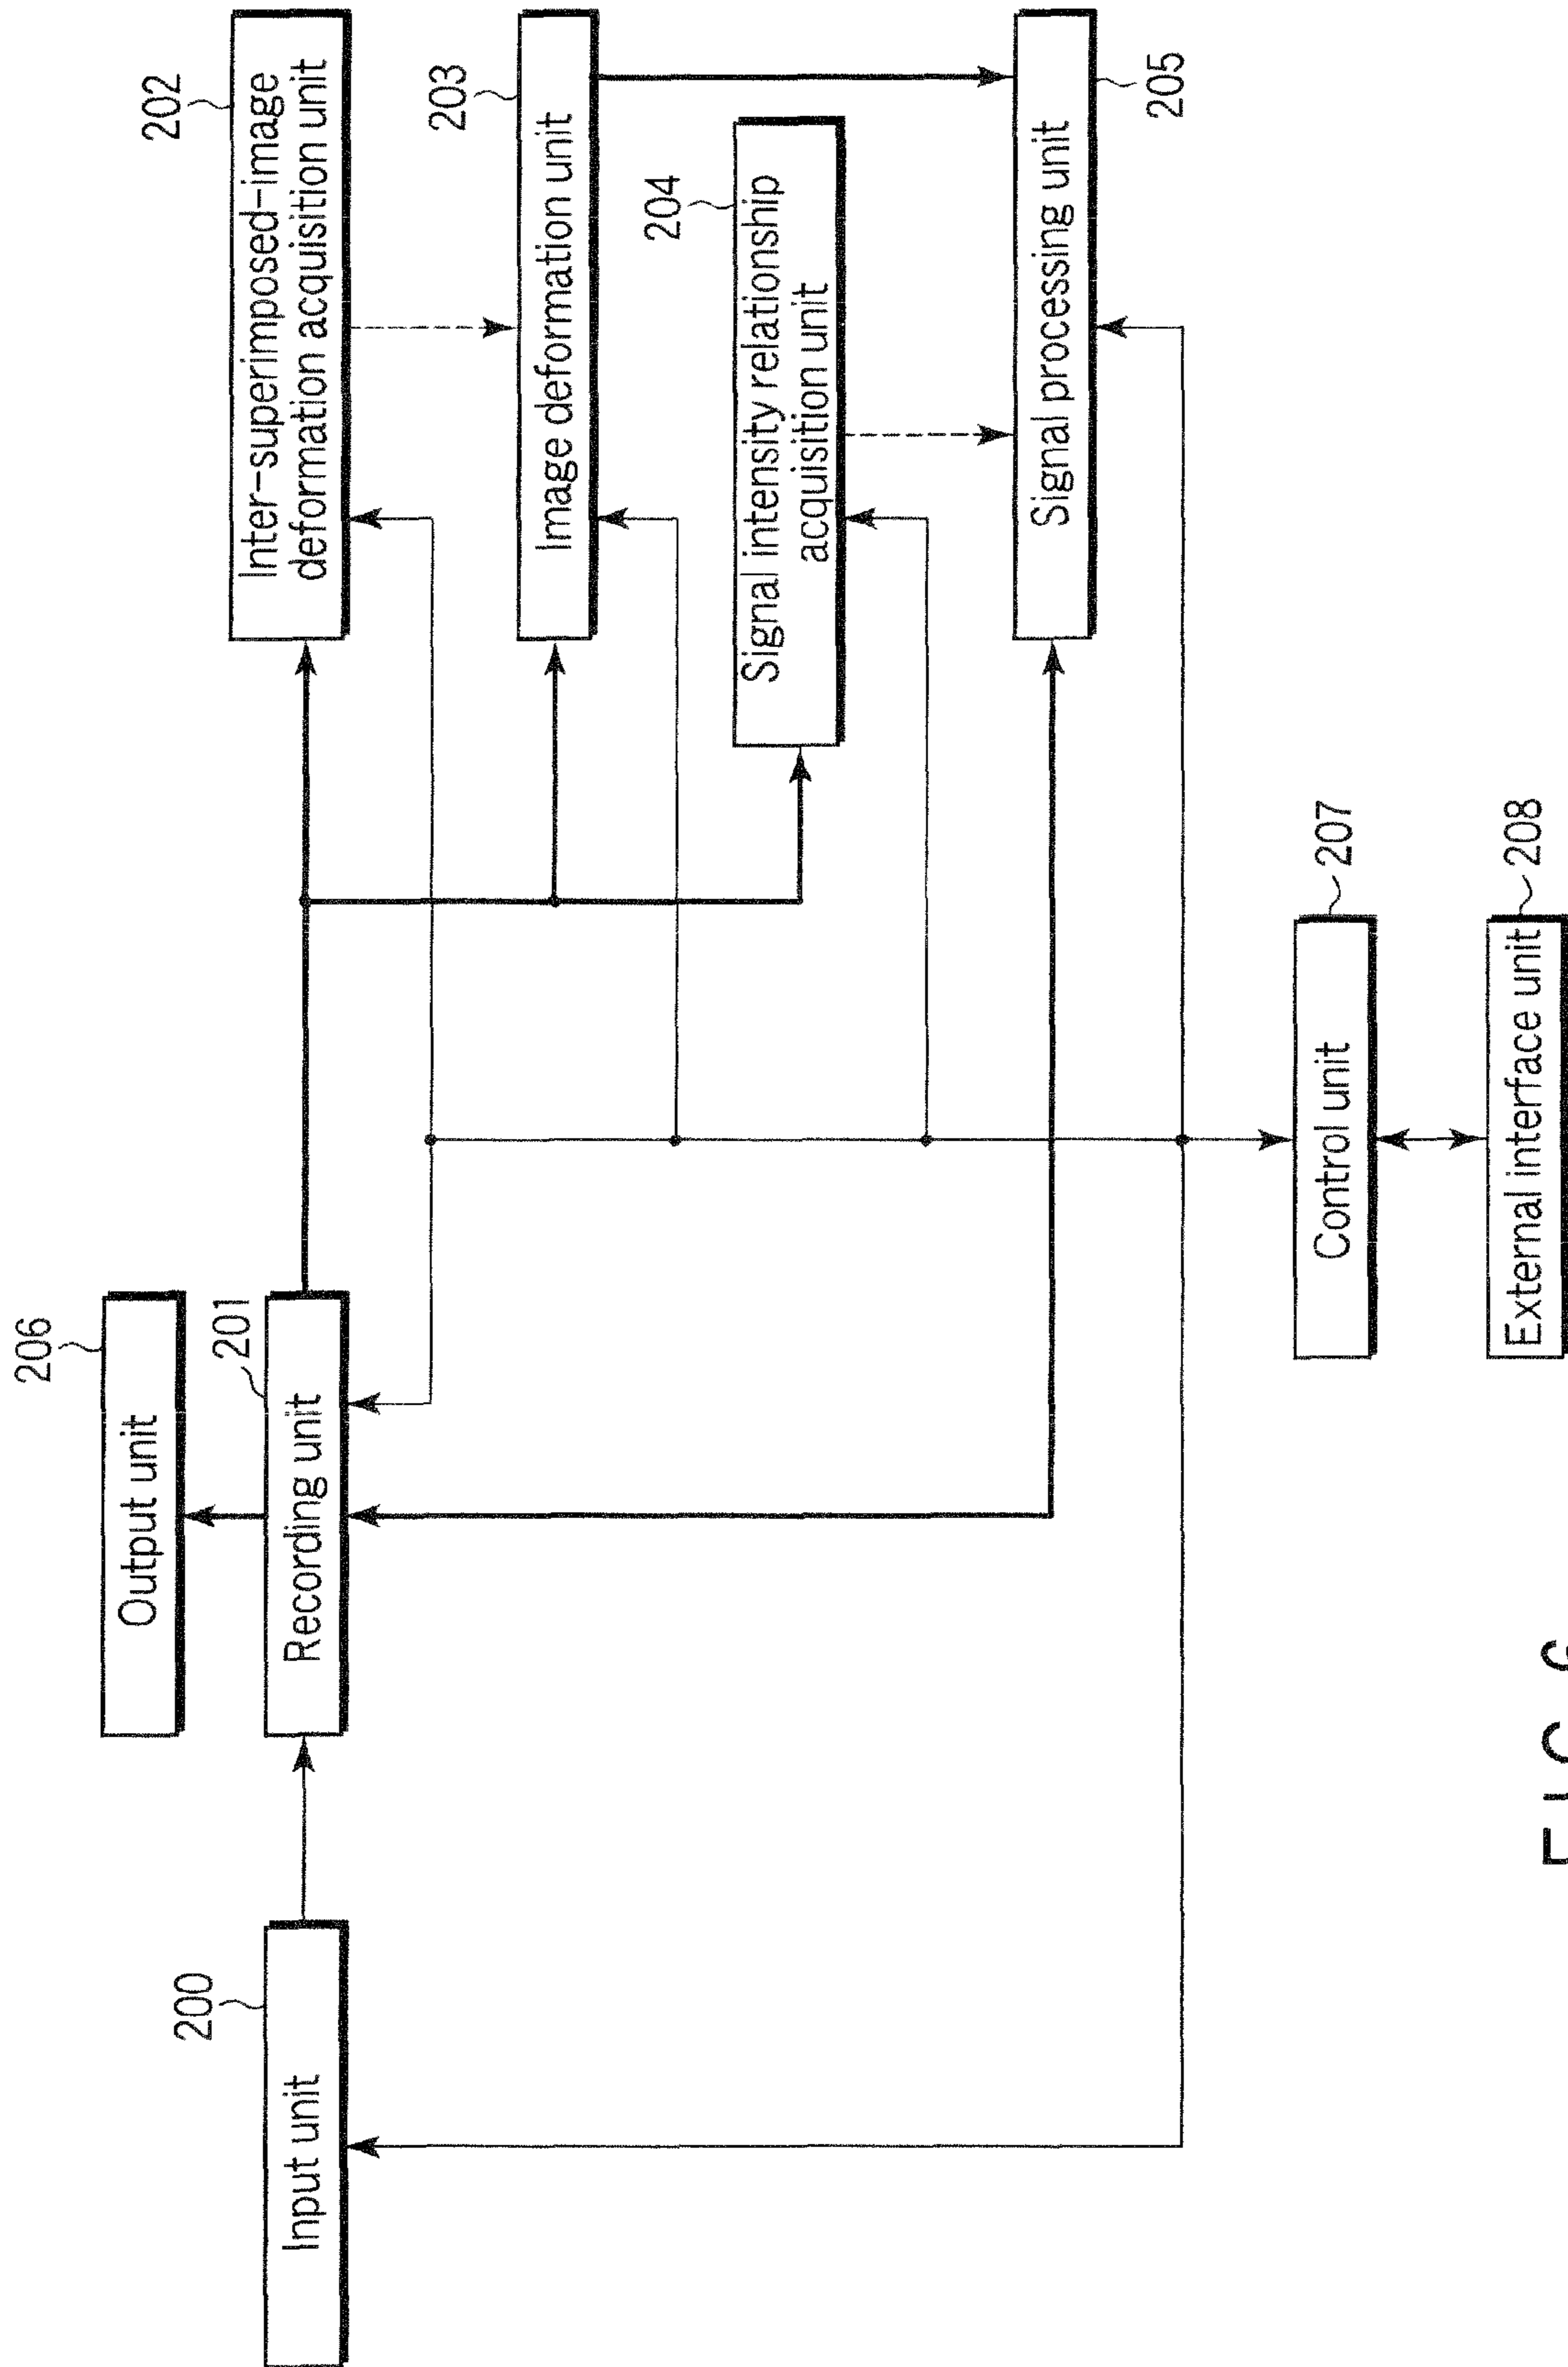 206
Output unit
201
Recording unit
200
Input unit
202
Inter-superimposed-image
deformation acquisition unit
203
Image deformation unit
204
Signal intensity relationship
acquisition unit
Signal processing unit
205
Control unit
207
External interface unit
208